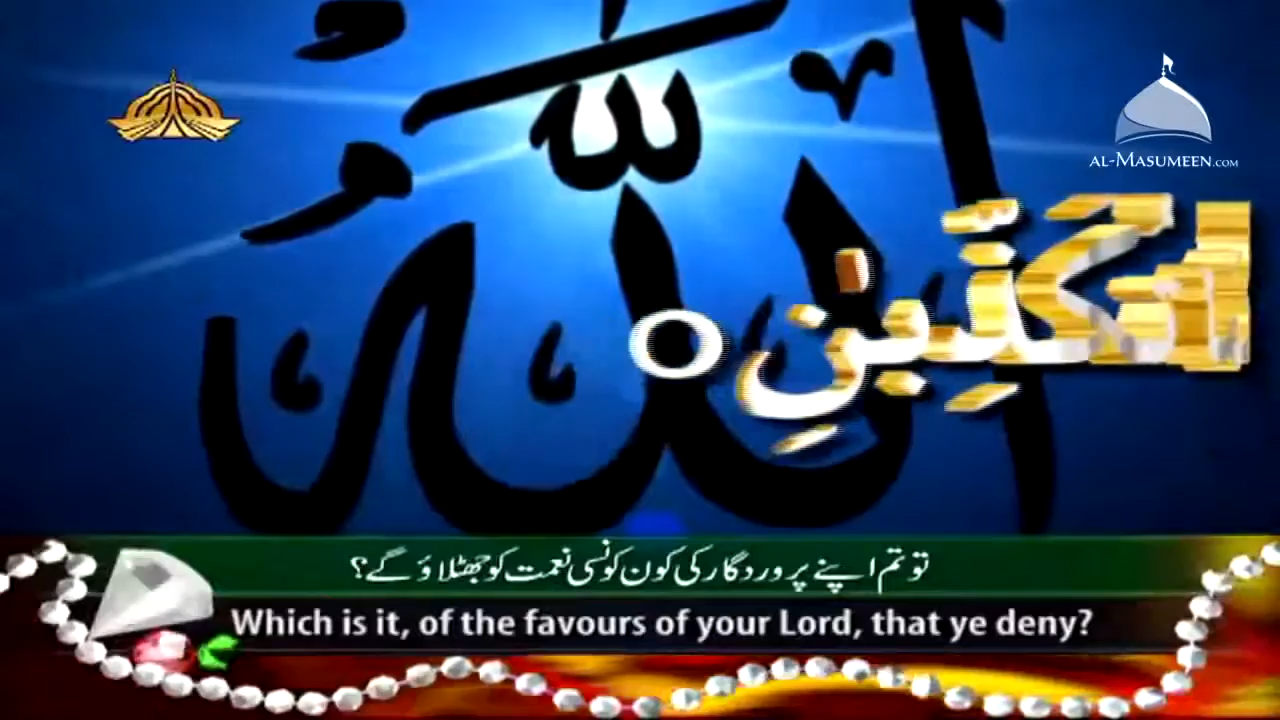 اللّٰهُ
AL-MASUMEEN.COM
تو تم اپنے پروردگار کی کون کونسی نعمت کو جھٹلاؤ گے؟
Which is it, of the favours of your Lord, that ye deny?